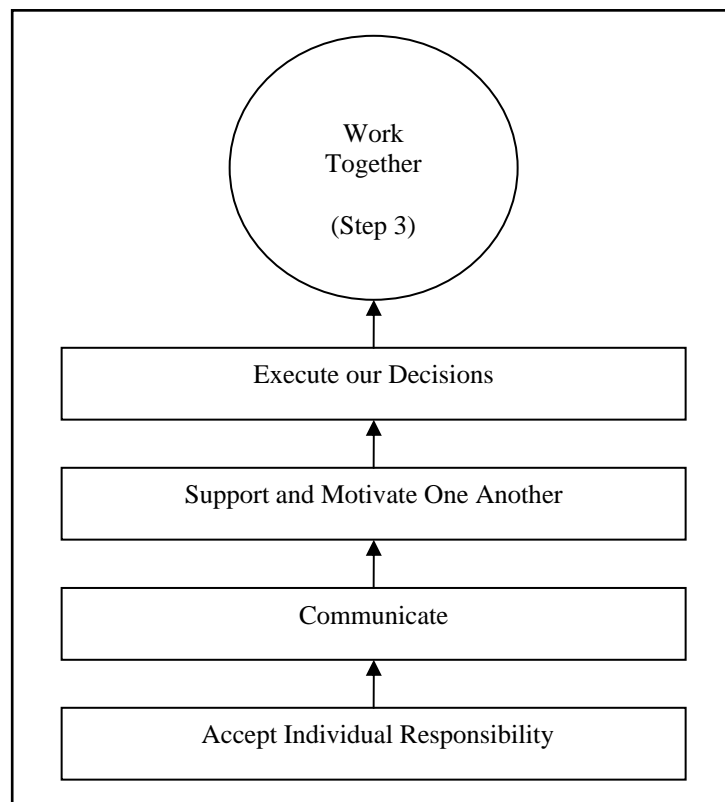 Work
Together
(Step 3)
Execute our Decisions
Support and Motivate One Another
Communicate
Accept Individual Responsibility